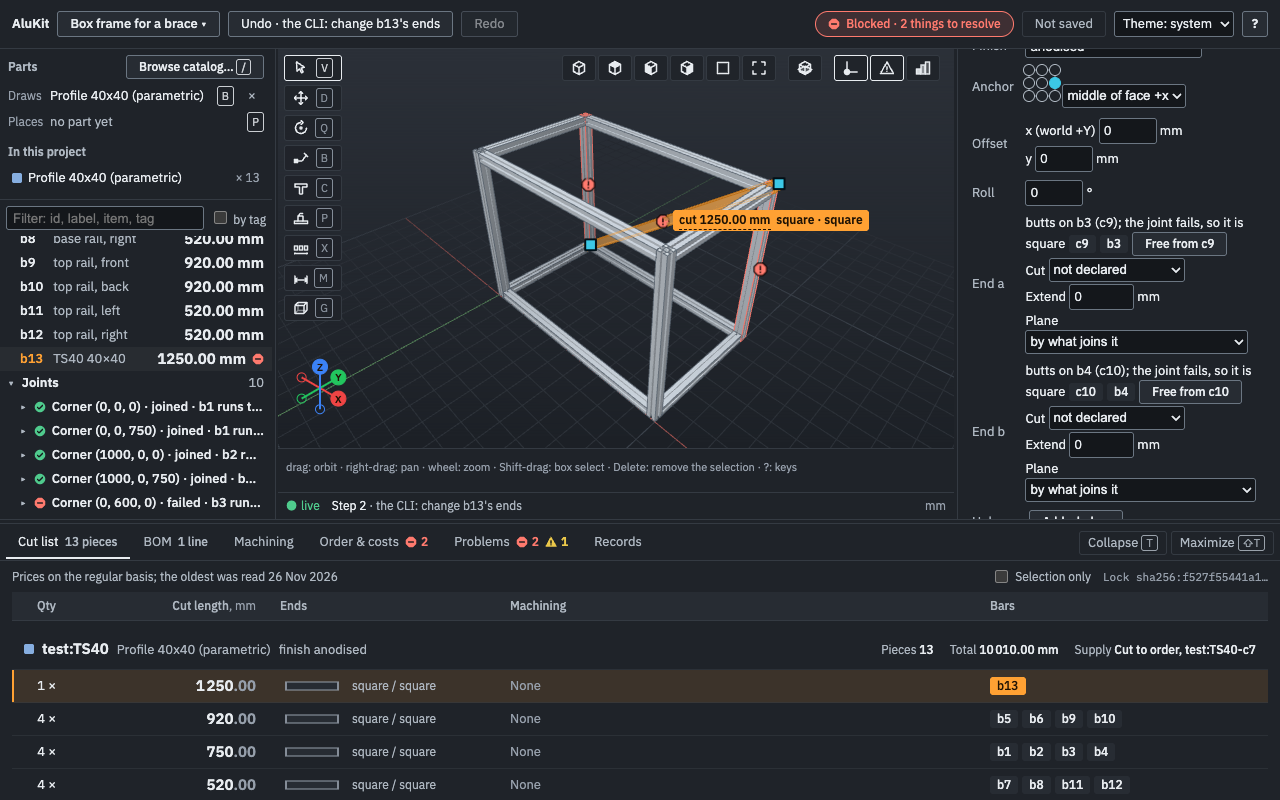 AluKit Box frame for a brace ▾ Undo · the CLI: change b13's ends Redo Blocked · 2 things to resolve Not saved Theme: system ?
Parts Browse catalog... /
Draws Profile 40x40 (parametric) B ×
Places no part yet P
In this project
Profile 40x40 (parametric) × 13
Filter: id, label, item, tag by tag
b8 base rail, right 520.00 mm
b9 top rail, front 920.00 mm
b10 top rail, back 920.00 mm
b11 top rail, left 520.00 mm
b12 top rail, right 520.00 mm
b13 TS40 40×40 1250.00 mm
Joints 10
Corner (0, 0, 0) · joined · b1 runs t...
Corner (0, 0, 750) · joined · b1 run...
Corner (1000, 0, 0) · joined · b2 r...
Corner (1000, 0, 750) · joined · b...
Corner (0, 600, 0) · failed · b3 run...
V
D
Q
B
C
P
X
M
G
cut 1250.00 mm square · square
Z
Y
X
drag: orbit · right-drag: pan · wheel: zoom · Shift-drag: box select · Delete: remove the selection · ?: keys
live Step 2 · the CLI: change b13's ends mm
anodised
Anchor middle of face +x
Offset x (world +Y) 0 mm
y 0 mm
Roll 0 °
butts on b3 (c9); the joint fails, so it is
square c9 b3 Free from c9
End a Cut not declared
Extend 0 mm
Plane
by what joins it
butts on b4 (c10); the joint fails, so it is
square c10 b4 Free from c10
End b Cut not declared
Extend 0 mm
Plane
by what joins it
Cut list 13 pieces BOM 1 line Machining Order & costs 2 Problems 2 1 Records Collapse T Maximize ⇧T
Prices on the regular basis; the oldest was read 26 Nov 2026 Selection only Lock sha256:f527f55441a1…
Qty Cut length, mm Ends Machining Bars
test:TS40 Profile 40x40 (parametric) finish anodised Pieces 13 Total 10 010.00 mm Supply Cut to order, test:TS40-c7
1 × 1250.00 square / square None b13
4 × 920.00 square / square None b5 b6 b9 b10
4 × 750.00 square / square None b1 b2 b3 b4
4 × 520.00 square / square None b7 b8 b11 b12